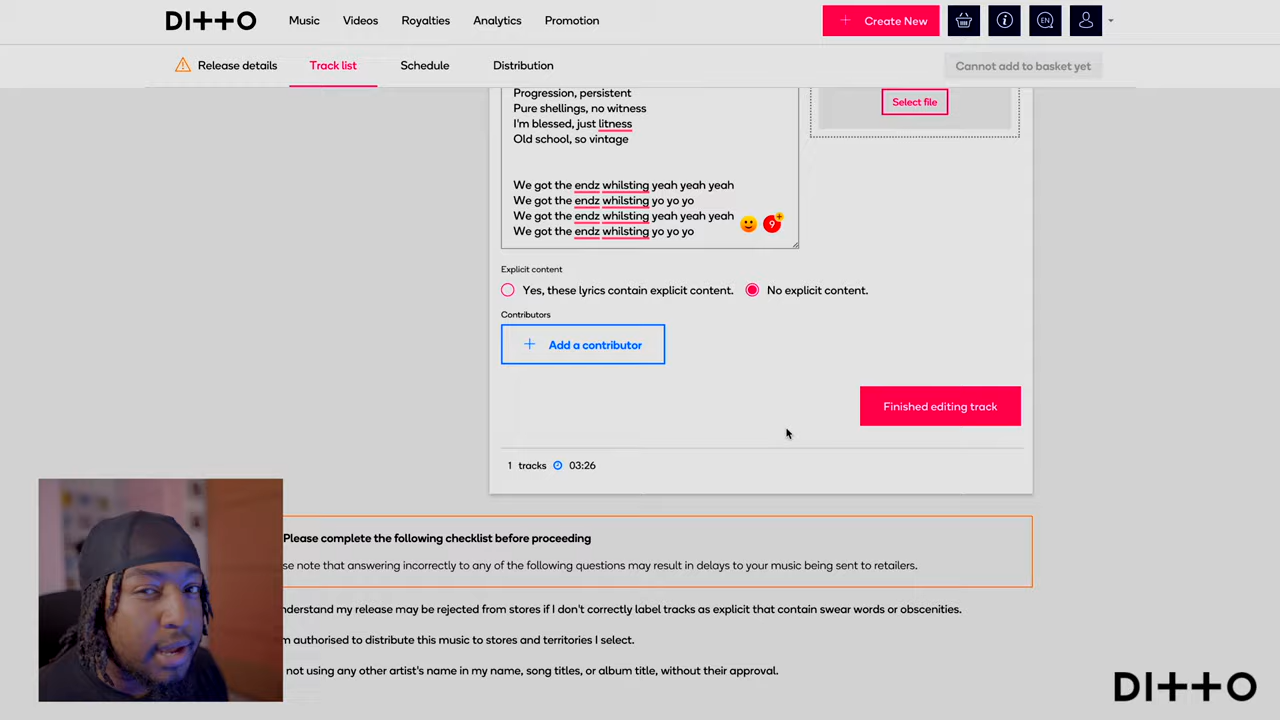 DITTO
Music
Videos
Royalties
Analytics
Promotion
+ Create New
EN
Release details
Track list
Schedule
Distribution
Cannot add to basket yet
Progression, persistent
Pure shellings, no witness
I'm blessed, just litness
Old school, so vintage
Select file
We got the endz whilsting yeah yeah yeah
We got the endz whilsting yo yo yo
We got the endz whilsting yeah yeah yeah
We got the endz whilsting yo yo yo
9+
Explicit content
Yes, these lyrics contain explicit content.
No explicit content.
Contributors
+ Add a contributor
Finished editing track
1 tracks 03:26
Please complete the following checklist before proceeding
se note that answering incorrectly to any of the following questions may result in delays to your music being sent to retailers.
nderstand my release may be rejected from stores if I don't correctly label tracks as explicit that contain swear words or obscenities.
m authorised to distribute this music to stores and territories I select.
not using any other artist's name in my name, song titles, or album title, without their approval.
DITTO